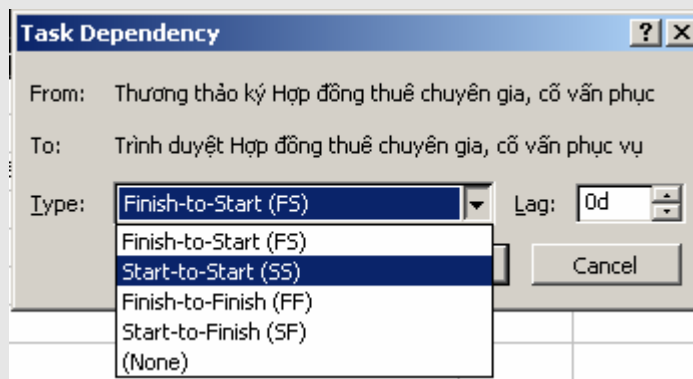 Task Dependency
From: Thương thảo ký Hợp đồng thuê chuyên gia, cố vấn phục
To: Trình duyệt Hợp đồng thuê chuyên gia, cố vấn phục vụ
Type: Finish-to-Start (FS) Lag: 0d
Finish-to-Start (FS)
Start-to-Start (SS)
Cancel
Finish-to-Finish (FF)
Start-to-Finish (SF)
(None)